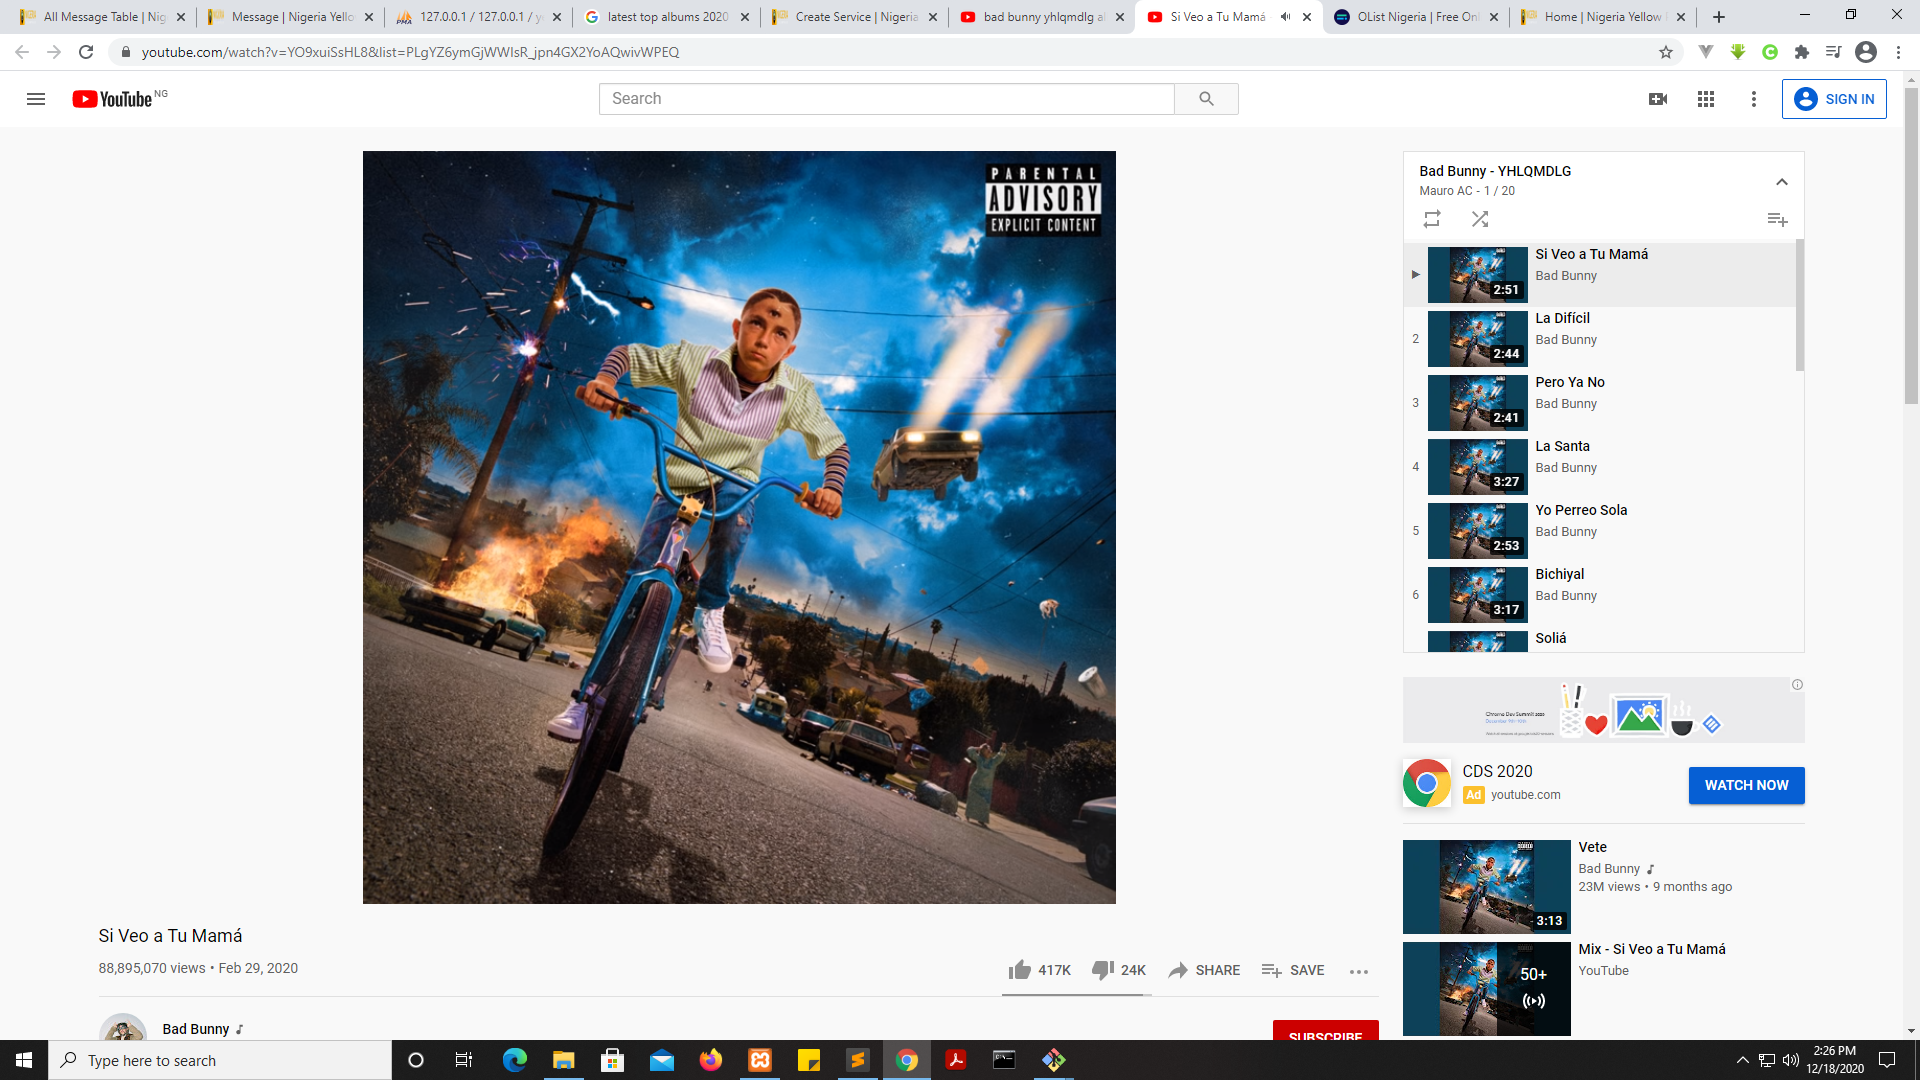 All Message Table | Nig
Message | Nigeria Yello
127.0.0.1 / 127.0.0.1 / y
latest top albums 2020
Create Service | Nigeria
bad bunny yhlqmdlg al
Si Veo a Tu Mamá
OList Nigeria | Free Onl
Home | Nigeria Yellow
youtube.com/watch?v=YO9xuiSsHL8&list=PLgYZ6ymGjWWIsR_jpn4GX2YoAQwivWPEQ
YouTube NG
Search
SIGN IN
PARENTAL
ADVISORY
EXPLICIT CONTENT
Bad Bunny - YHLQMDLG
Mauro AC - 1 / 20
Si Veo a Tu Mamá
Bad Bunny
2:51
2
La Difícil
Bad Bunny
2:44
3
Pero Ya No
Bad Bunny
2:41
4
La Santa
Bad Bunny
3:27
5
Yo Perreo Sola
Bad Bunny
2:53
6
Bichiyal
Bad Bunny
3:17
Soliá
Chrome Dev Summit 2020
CDS 2020
Ad youtube.com
WATCH NOW
Vete
Bad Bunny
23M views • 9 months ago
3:13
Mix - Si Veo a Tu Mamá
YouTube
50+
Si Veo a Tu Mamá
88,895,070 views • Feb 29, 2020
417K
24K
SHARE
SAVE
Bad Bunny
SUBSCRIBE
Type here to search
2:26 PM
12/18/2020